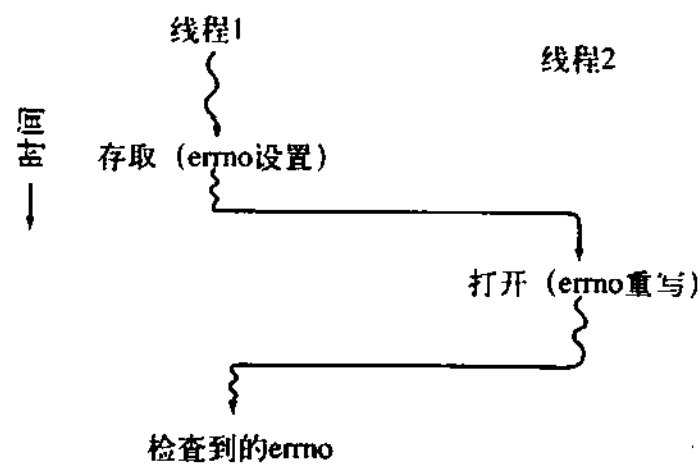 线程1
线程2
时间
存取（errno设置）
打开（errno重写）
检查到的errno